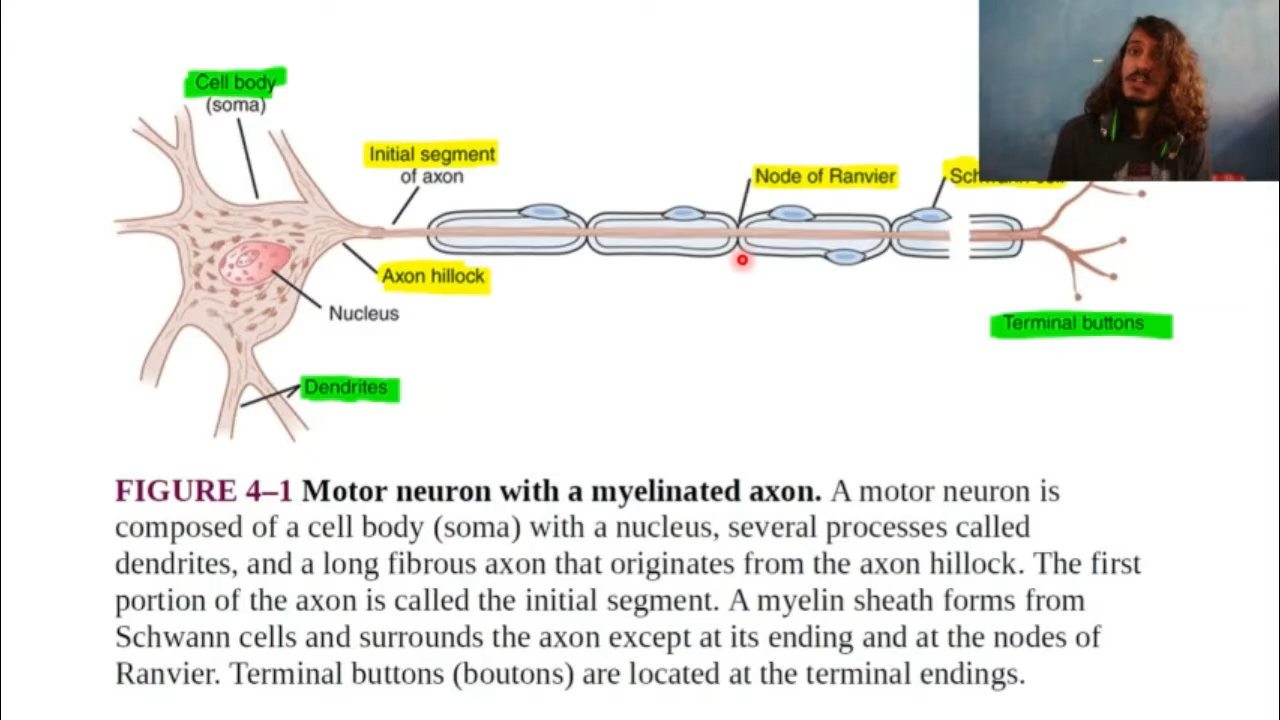 Cell body
(soma)
Initial segment
of axon
Node of Ranvier
Axon hillock
Nucleus
Terminal buttons
Dendrites
FIGURE 4–1 Motor neuron with a myelinated axon. A motor neuron is
composed of a cell body (soma) with a nucleus, several processes called
dendrites, and a long fibrous axon that originates from the axon hillock. The first
portion of the axon is called the initial segment. A myelin sheath forms from
Schwann cells and surrounds the axon except at its ending and at the nodes of
Ranvier. Terminal buttons (boutons) are located at the terminal endings.